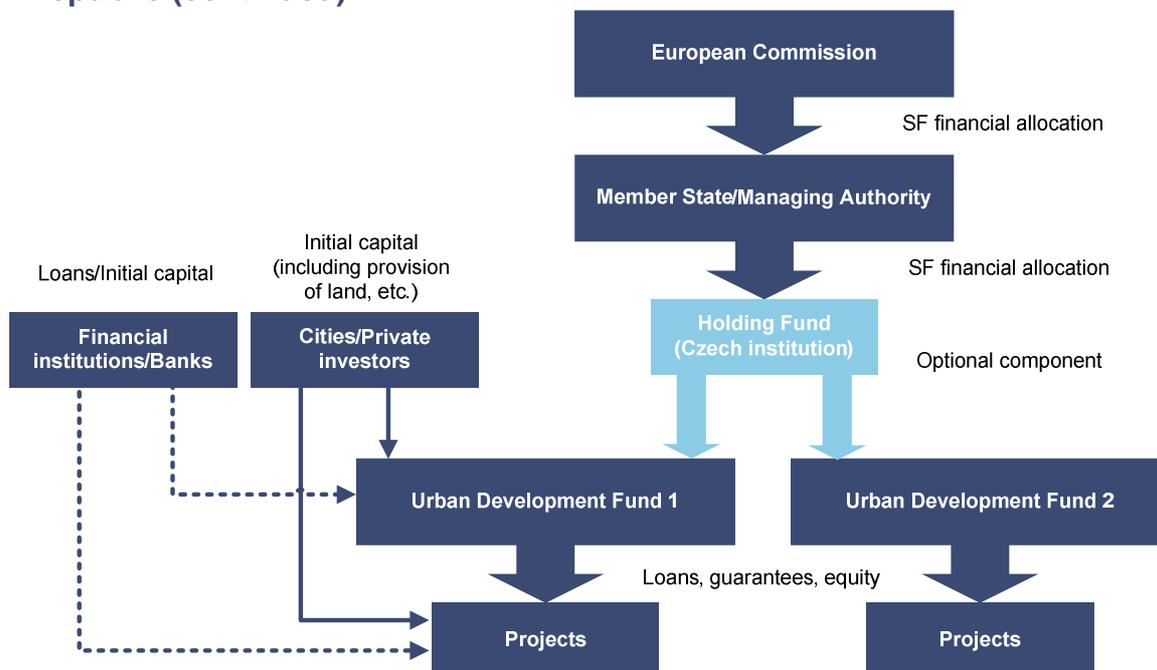 European Commission
SF financial allocation
Member State/Managing Authority
SF financial allocation
Initial capital
(including provision
of land, etc.)
Loans/Initial capital
Financial
institutions/Banks
Cities/Private
investors
Holding Fund
(Czech institution)
Optional component
Urban Development Fund 1
Urban Development Fund 2
Loans, guarantees, equity
Projects
Projects